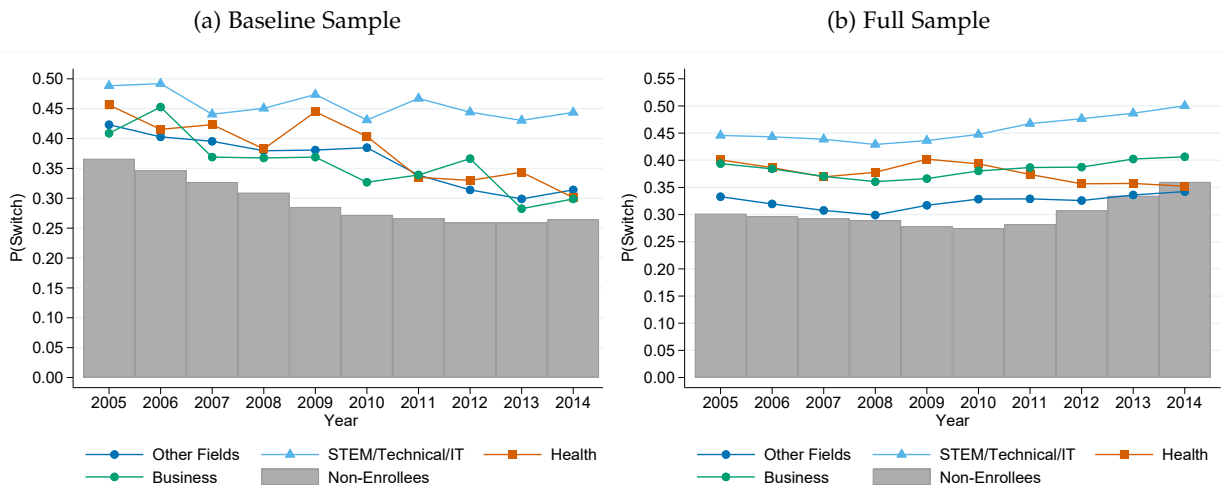 (a) Baseline Sample
P(Switch)
0.50
0.45
0.40
0.35
0.30
0.25
0.20
0.15
0.10
0.05
0.00
2005 2006 2007 2008 2009 2010 2011 2012 2013 2014
Year
Other Fields STEM/Technical/IT Health
Business Non-Enrollees
(b) Full Sample
P(Switch)
0.55
0.50
0.45
0.40
0.35
0.30
0.25
0.20
0.15
0.10
0.05
0.00
2005 2006 2007 2008 2009 2010 2011 2012 2013 2014
Year
Other Fields STEM/Technical/IT Health
Business Non-Enrollees